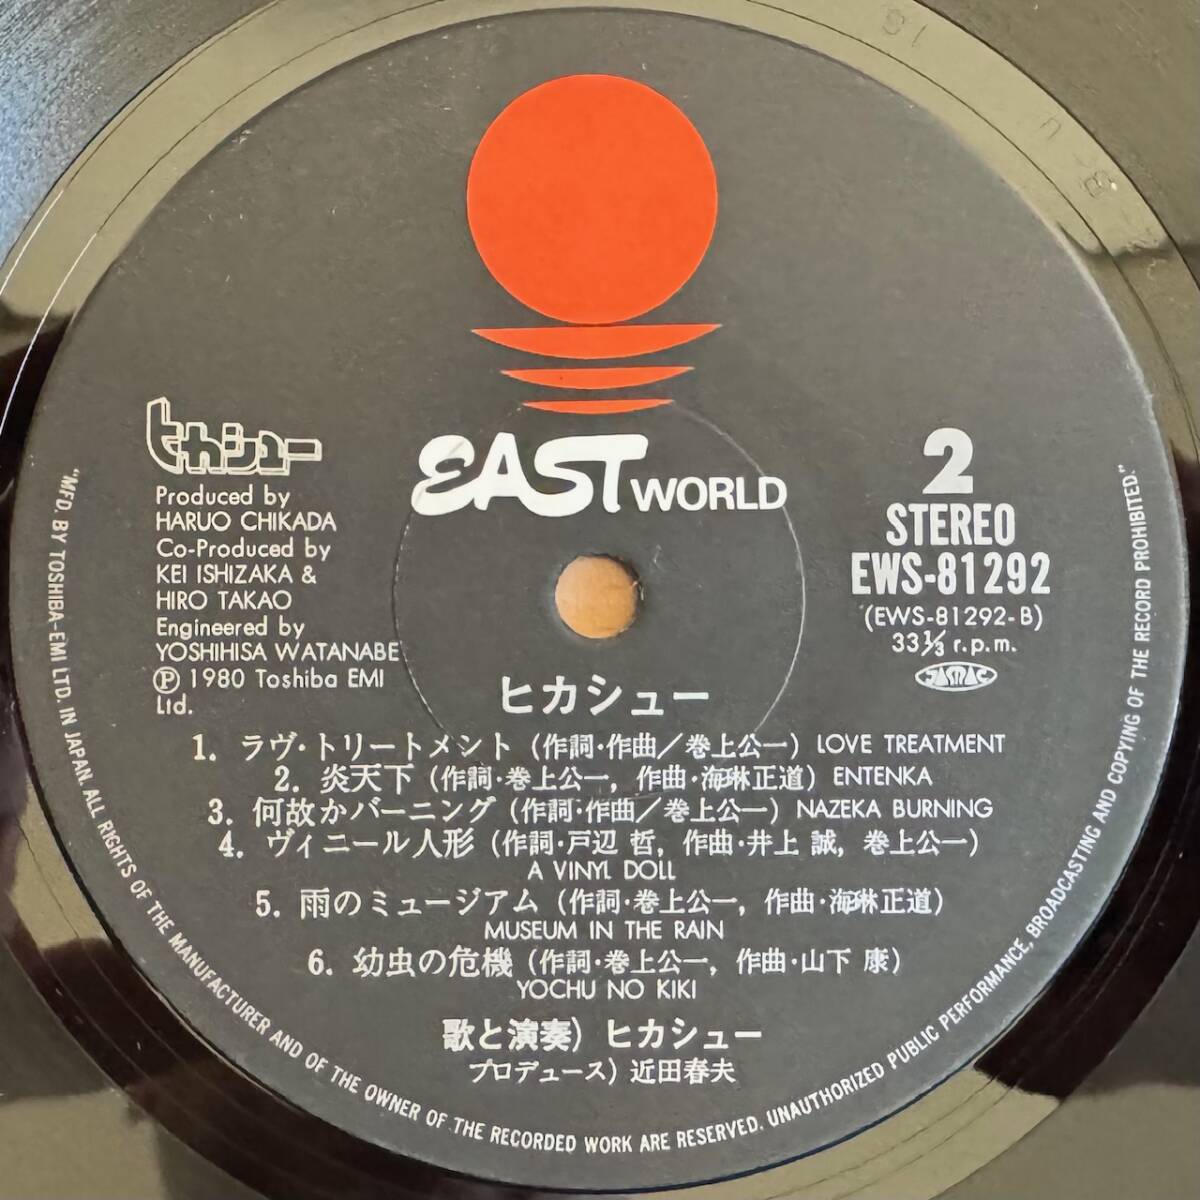 EAST WORLD
ヒカシュー
Produced by
HARUO CHIKADA
Co-Produced by
KEI ISHIZAKA &
HIRO TAKAO
Engineered by
YOSHIHISA WATANABE
Ⓟ 1980 Toshiba EMI
Ltd.
2
STEREO
EWS-81292
(EWS-81292-B)
33⅓ r.p.m.
JASRAC
ヒカシュー
1. ラヴ・トリートメント (作詞・作曲／巻上公一) LOVE TREATMENT
2. 炎天下 (作詞・巻上公一, 作曲・海琳正道) ENTENKA
3. 何故かバーニング (作詞・作曲／巻上公一) NAZEKA BURNING
4. ヴィニール人形 (作詞・戸辺 哲, 作曲・井上 誠, 巻上公一)
A VINYL DOLL
5. 雨のミュージアム (作詞・巻上公一, 作曲・海琳正道)
MUSEUM IN THE RAIN
6. 幼虫の危機 (作詞・巻上公一, 作曲・山下 康)
YOCHU NO KIKI
歌と演奏) ヒカシュー
プロデュース) 近田春夫
"MFD. BY TOSHIBA-EMI LTD. IN JAPAN. ALL RIGHTS OF THE MANUFACTURER AND OF THE OWNER OF THE RECORDED WORK ARE RESERVED. UNAUTHORIZED PUBLIC PERFORMANCE, BROADCASTING AND COPYING OF THE RECORD PROHIBITED."